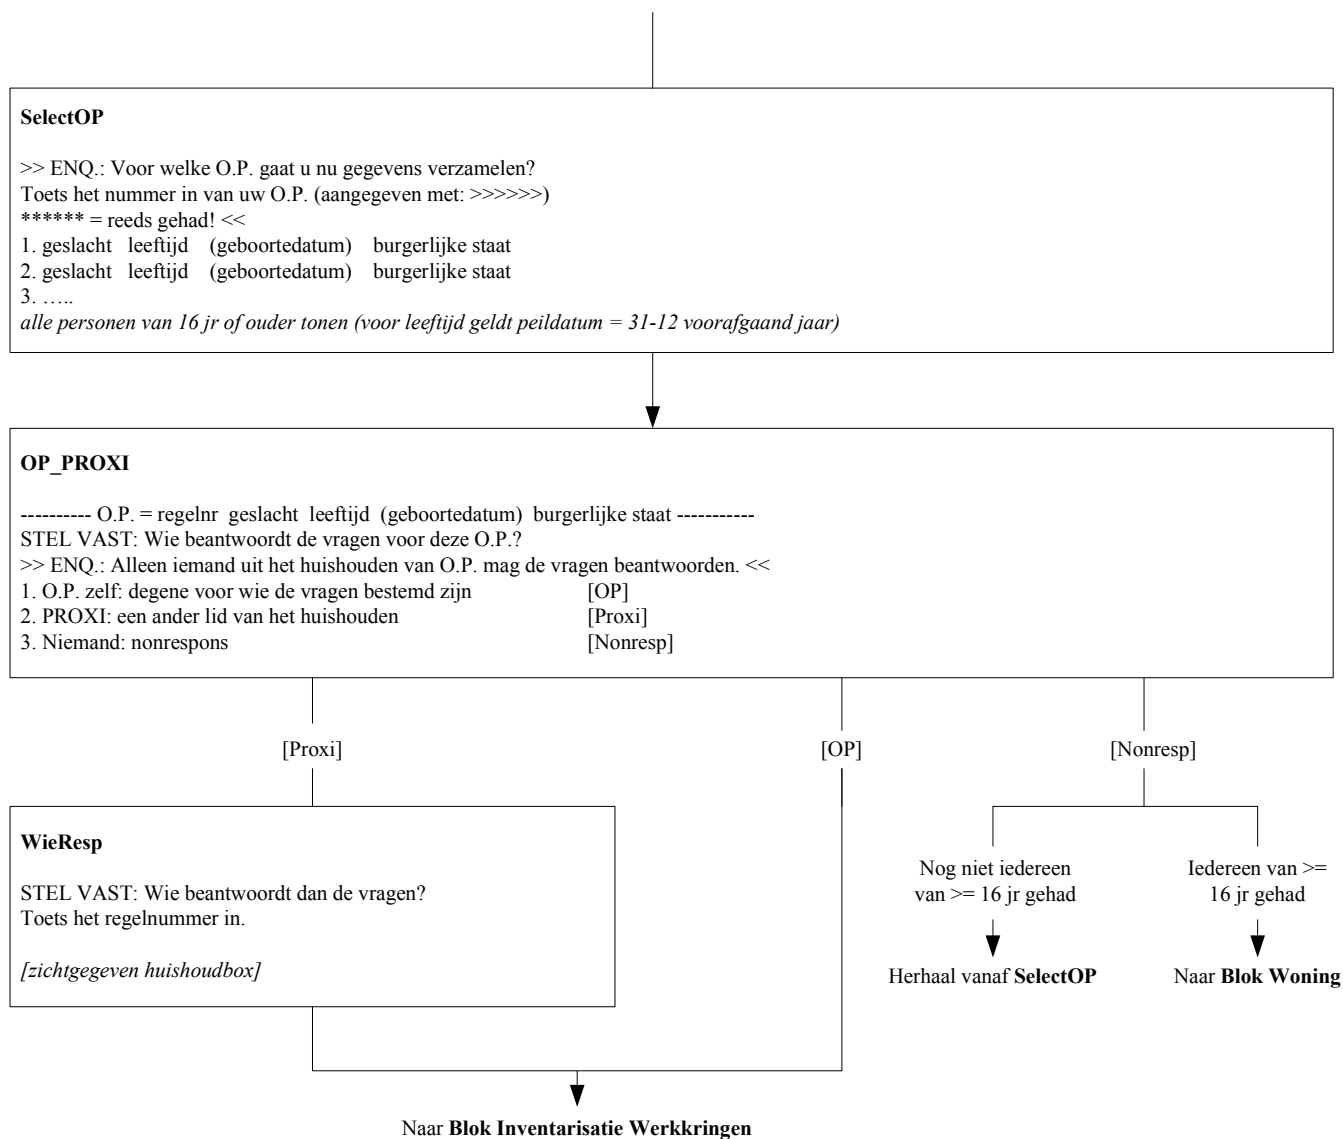 SelectOP
>> ENQ.: Voor welke O.P. gaat u nu gegevens verzamelen?
Toets het nummer in van uw O.P. (aangegeven met: >>>>>>)
****** = reeds gehad! <<
1. geslacht leeftijd (geboortedatum) burgerlijke staat
2. geslacht leeftijd (geboortedatum) burgerlijke staat
3. …..
alle personen van 16 jr of ouder tonen (voor leeftijd geldt peildatum = 31-12 voorafgaand jaar)
OP_PROXI
---------- O.P. = regelnr geslacht leeftijd (geboortedatum) burgerlijke staat -----------
STEL VAST: Wie beantwoordt de vragen voor deze O.P.?
>> ENQ.: Alleen iemand uit het huishouden van O.P. mag de vragen beantwoorden. <<
1. O.P. zelf: degene voor wie de vragen bestemd zijn [OP]
2. PROXI: een ander lid van het huishouden [Proxi]
3. Niemand: nonrespons [Nonresp]
[Proxi] [OP] [Nonresp]
WieResp
STEL VAST: Wie beantwoordt dan de vragen?
Toets het regelnummer in.
[zichtgegeven huishoudbox]
Nog niet iedereen
van >= 16 jr gehad
Iedereen van >=
16 jr gehad
Herhaal vanaf SelectOP
Naar Blok Woning
Naar Blok Inventarisatie Werkkringen